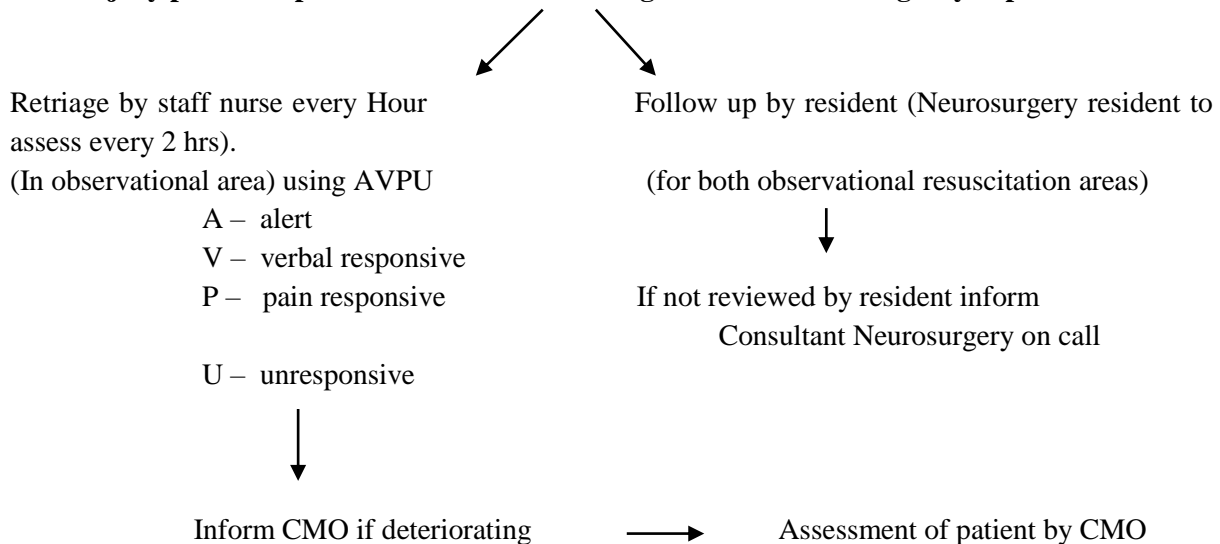 Retriage by staff nurse every Hour
assess every 2 hrs).
(In observational area) using AVPU
A – alert
V – verbal responsive
P – pain responsive
U – unresponsive
Inform CMO if deteriorating
Follow up by resident (Neurosurgery resident to
(for both observational resuscitation areas)
If not reviewed by resident inform
Consultant Neurosurgery on call
Assessment of patient by CMO